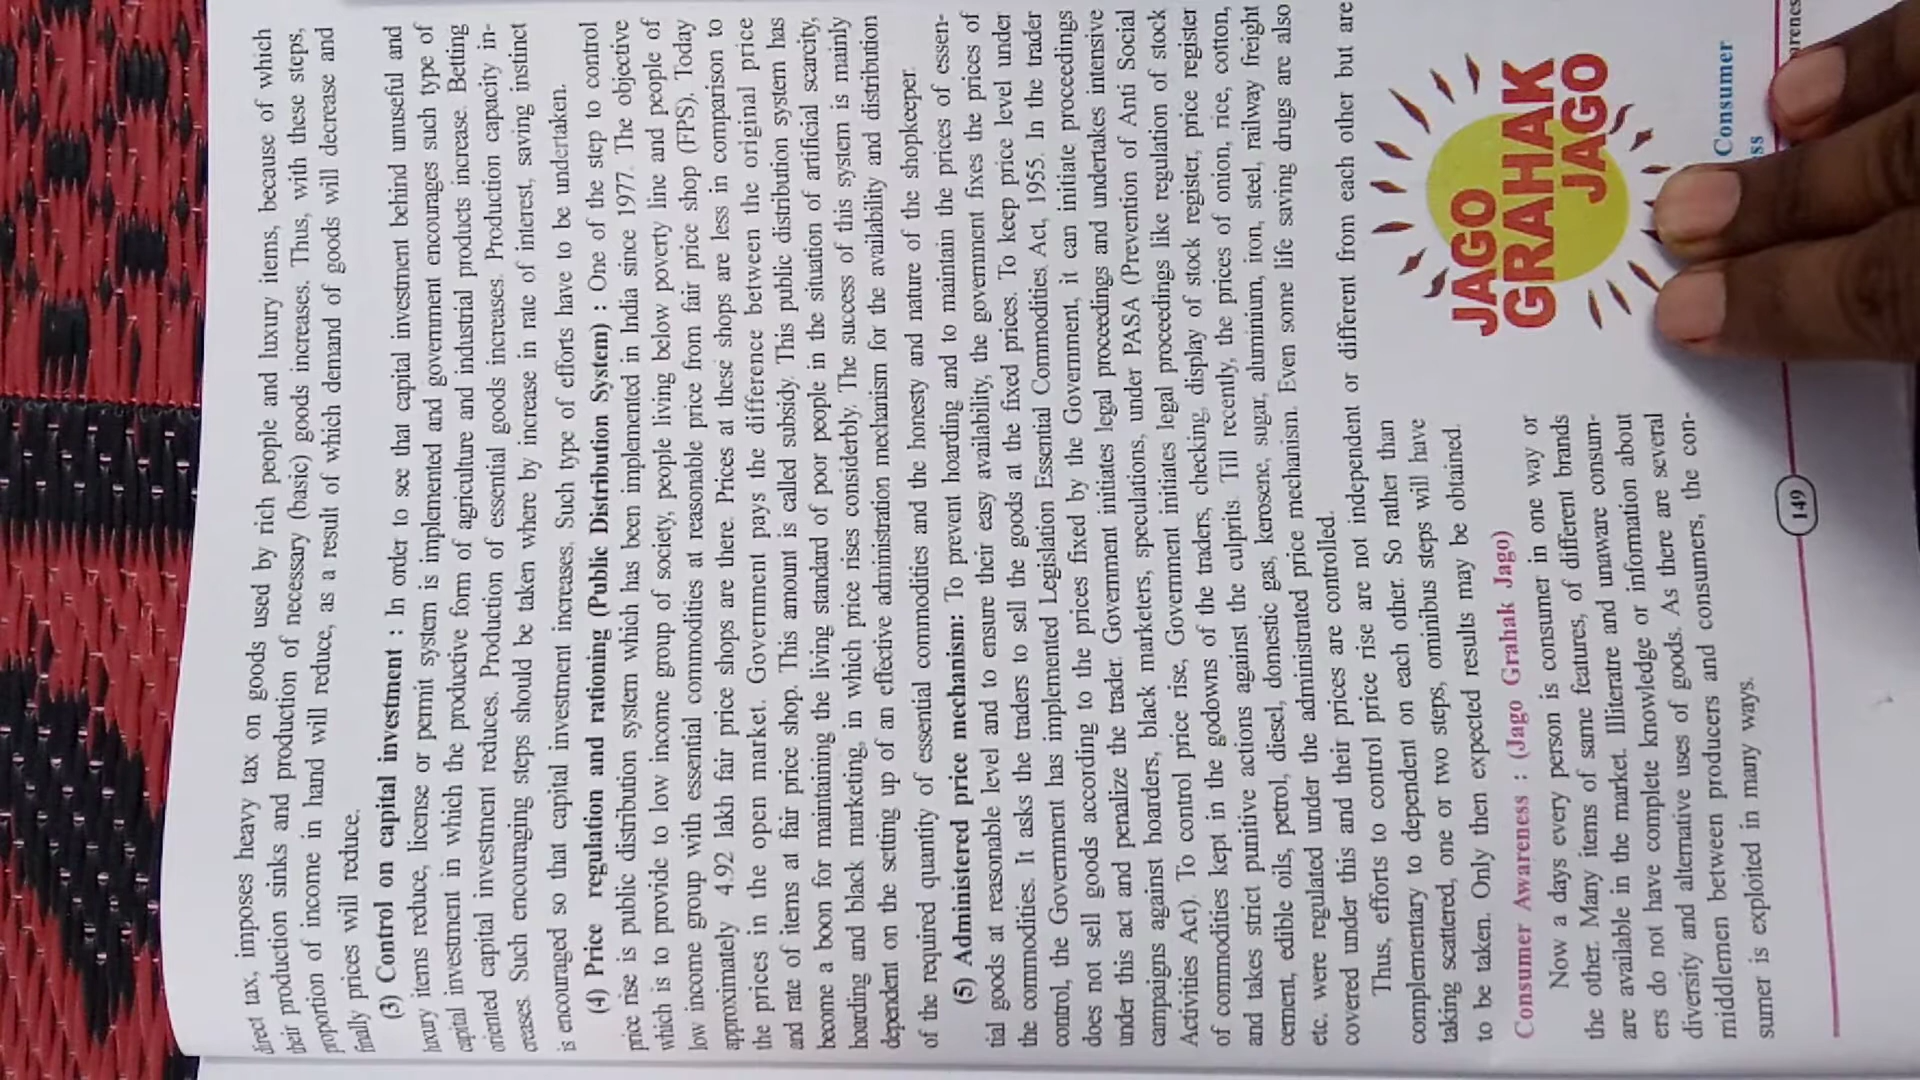 direct tax, imposes heavy tax on goods used by rich people and luxury items, because of which
their production sinks and production of necessary (basic) goods increases. Thus, with these steps,
proportion of income in hand will reduce, as a result of which demand of goods will decrease and
finally prices will reduce.
(3) Control on capital investment : In order to see that capital investment behind unuseful and
luxury items reduce, license or permit system is implemented and government encourages such type of
capital investment in which the productive form of agriculture and industrial products increase. Betting
oriented capital investment reduces. Production of essential goods increases. Production capacity in-
creases. Such encouraging steps should be taken where by increase in rate of interest, saving instinct
is encouraged so that capital investment increases. Such type of efforts have to be undertaken.
(4) Price regulation and rationing (Public Distribution System) : One of the step to control
price rise is public distribution system which has been implemented in India since 1977. The objective
which is to provide to low income group of society, people living below poverty line and people of
low income group with essential commodities at reasonable price from fair price shop (FPS). Today
approximately 4.92 lakh fair price shops are there. Prices at these shops are less in comparison to
the prices in the open market. Government pays the difference between the original price
and rate of items at fair price shop. This amount is called subsidy. This public distribution system has
become a boon for maintaining the living standard of poor people in the situation of artificial scarcity,
hoarding and black marketing, in which price rises considerbly. The success of this system is mainly
dependent on the setting up of an effective administration mechanism for the availability and distribution
of the required quantity of essential commodities and the honesty and nature of the shopkeeper.
(5) Administered price mechanism: To prevent hoarding and to maintain the prices of essen-
tial goods at reasonable level and to ensure their easy availability, the government fixes the prices of
the commodities. It asks the traders to sell the goods at the fixed prices. To keep price level under
control, the Government has implemented Legislation Essential Commodities Act, 1955. In the trader
does not sell goods according to the prices fixed by the Government, it can initiate proceedings
under this act and penalize the trader. Government initiates legal proceedings and undertakes intensive
campaigns against hoarders, black marketers, speculations, under PASA (Prevention of Anti Social
Activities Act). To control price rise, Government initiates legal proceedings like regulation of stock
of commodities kept in the godowns of the traders, checking, display of stock register, price register
and takes strict punitive actions against the culprits. Till recently, the prices of onion, rice, cotton,
cement, edible oils, petrol, diesel, domestic gas, kerosene, sugar, aluminium, iron, steel, railway freight
etc. were regulated under the administrated price mechanism. Even some life saving drugs are also
covered under this and their prices are controlled.
Thus, efforts to control price rise are not independent or different from each other but are
complementary to dependent on each other. So rather than
taking scattered, one or two steps, ominibus steps will have
to be taken. Only then expected results may be obtained.
Consumer Awareness : (Jago Grahak Jago)
Now a days every person is consumer in one way or
the other. Many items of same features, of different brands
are available in the market. Illiteratre and unaware consum-
ers do not have complete knowledge or information about
diversity and alternative uses of goods. As there are several
middlemen between producers and consumers, the con-
sumer is exploited in many ways.
JAGO
GRAHAK
JAGO
Consumer
149